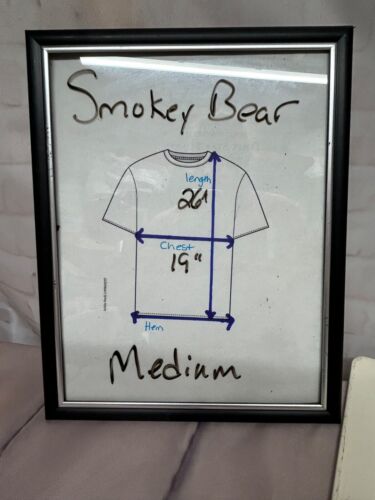 Smokey Bear
length
26"
Chest
19"
Hem
Medium